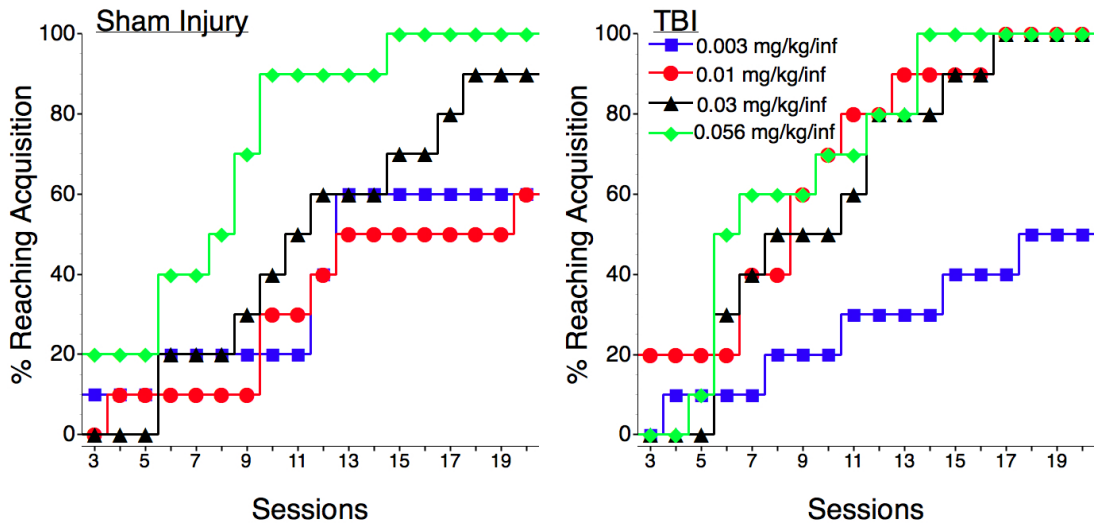 Sham Injury
% Reaching Acquisition
100
80
60
40
20
0
3 5 7 9 11 13 15 17 19
Sessions
TBI
0.003 mg/kg/inf
0.01 mg/kg/inf
0.03 mg/kg/inf
0.056 mg/kg/inf
% Reaching Acquisition
100
80
60
40
20
0
3 5 7 9 11 13 15 17 19
Sessions